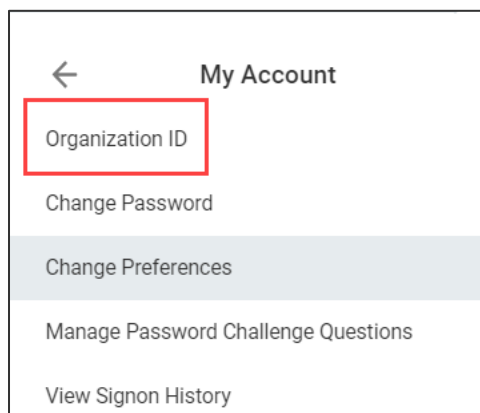 My Account
Organization ID
Change Password
Change Preferences
Manage Password Challenge Questions
View Signon History